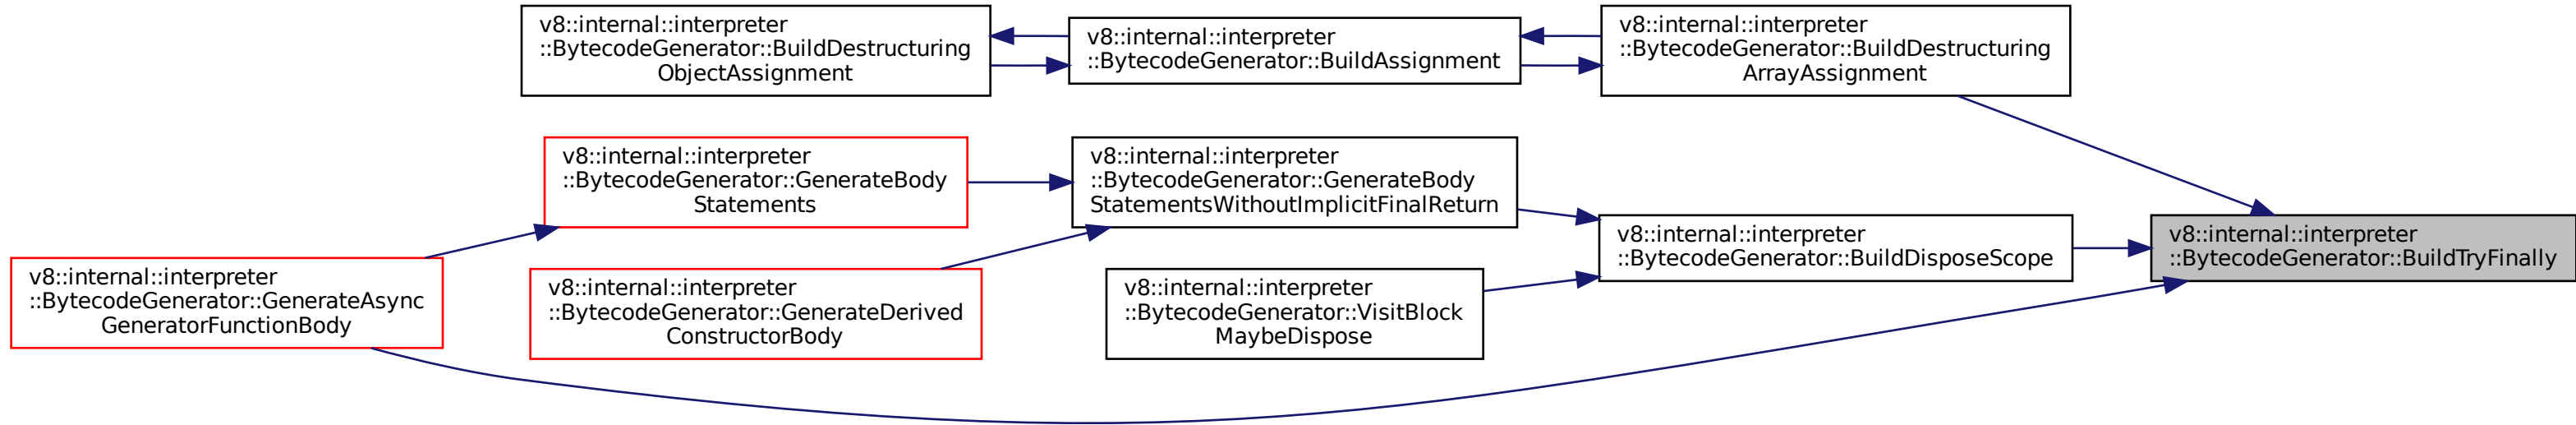 v8::internal::interpreter
::BytecodeGenerator::BuildDestructuring
ObjectAssignment
v8::internal::interpreter
::BytecodeGenerator::BuildAssignment
v8::internal::interpreter
::BytecodeGenerator::BuildDestructuring
ArrayAssignment
v8::internal::interpreter
::BytecodeGenerator::GenerateBody
Statements
v8::internal::interpreter
::BytecodeGenerator::GenerateBody
StatementsWithoutImplicitFinalReturn
v8::internal::interpreter
::BytecodeGenerator::BuildDisposeScope
v8::internal::interpreter
::BytecodeGenerator::BuildTryFinally
v8::internal::interpreter
::BytecodeGenerator::GenerateAsync
GeneratorFunctionBody
v8::internal::interpreter
::BytecodeGenerator::GenerateDerived
ConstructorBody
v8::internal::interpreter
::BytecodeGenerator::VisitBlock
MaybeDispose